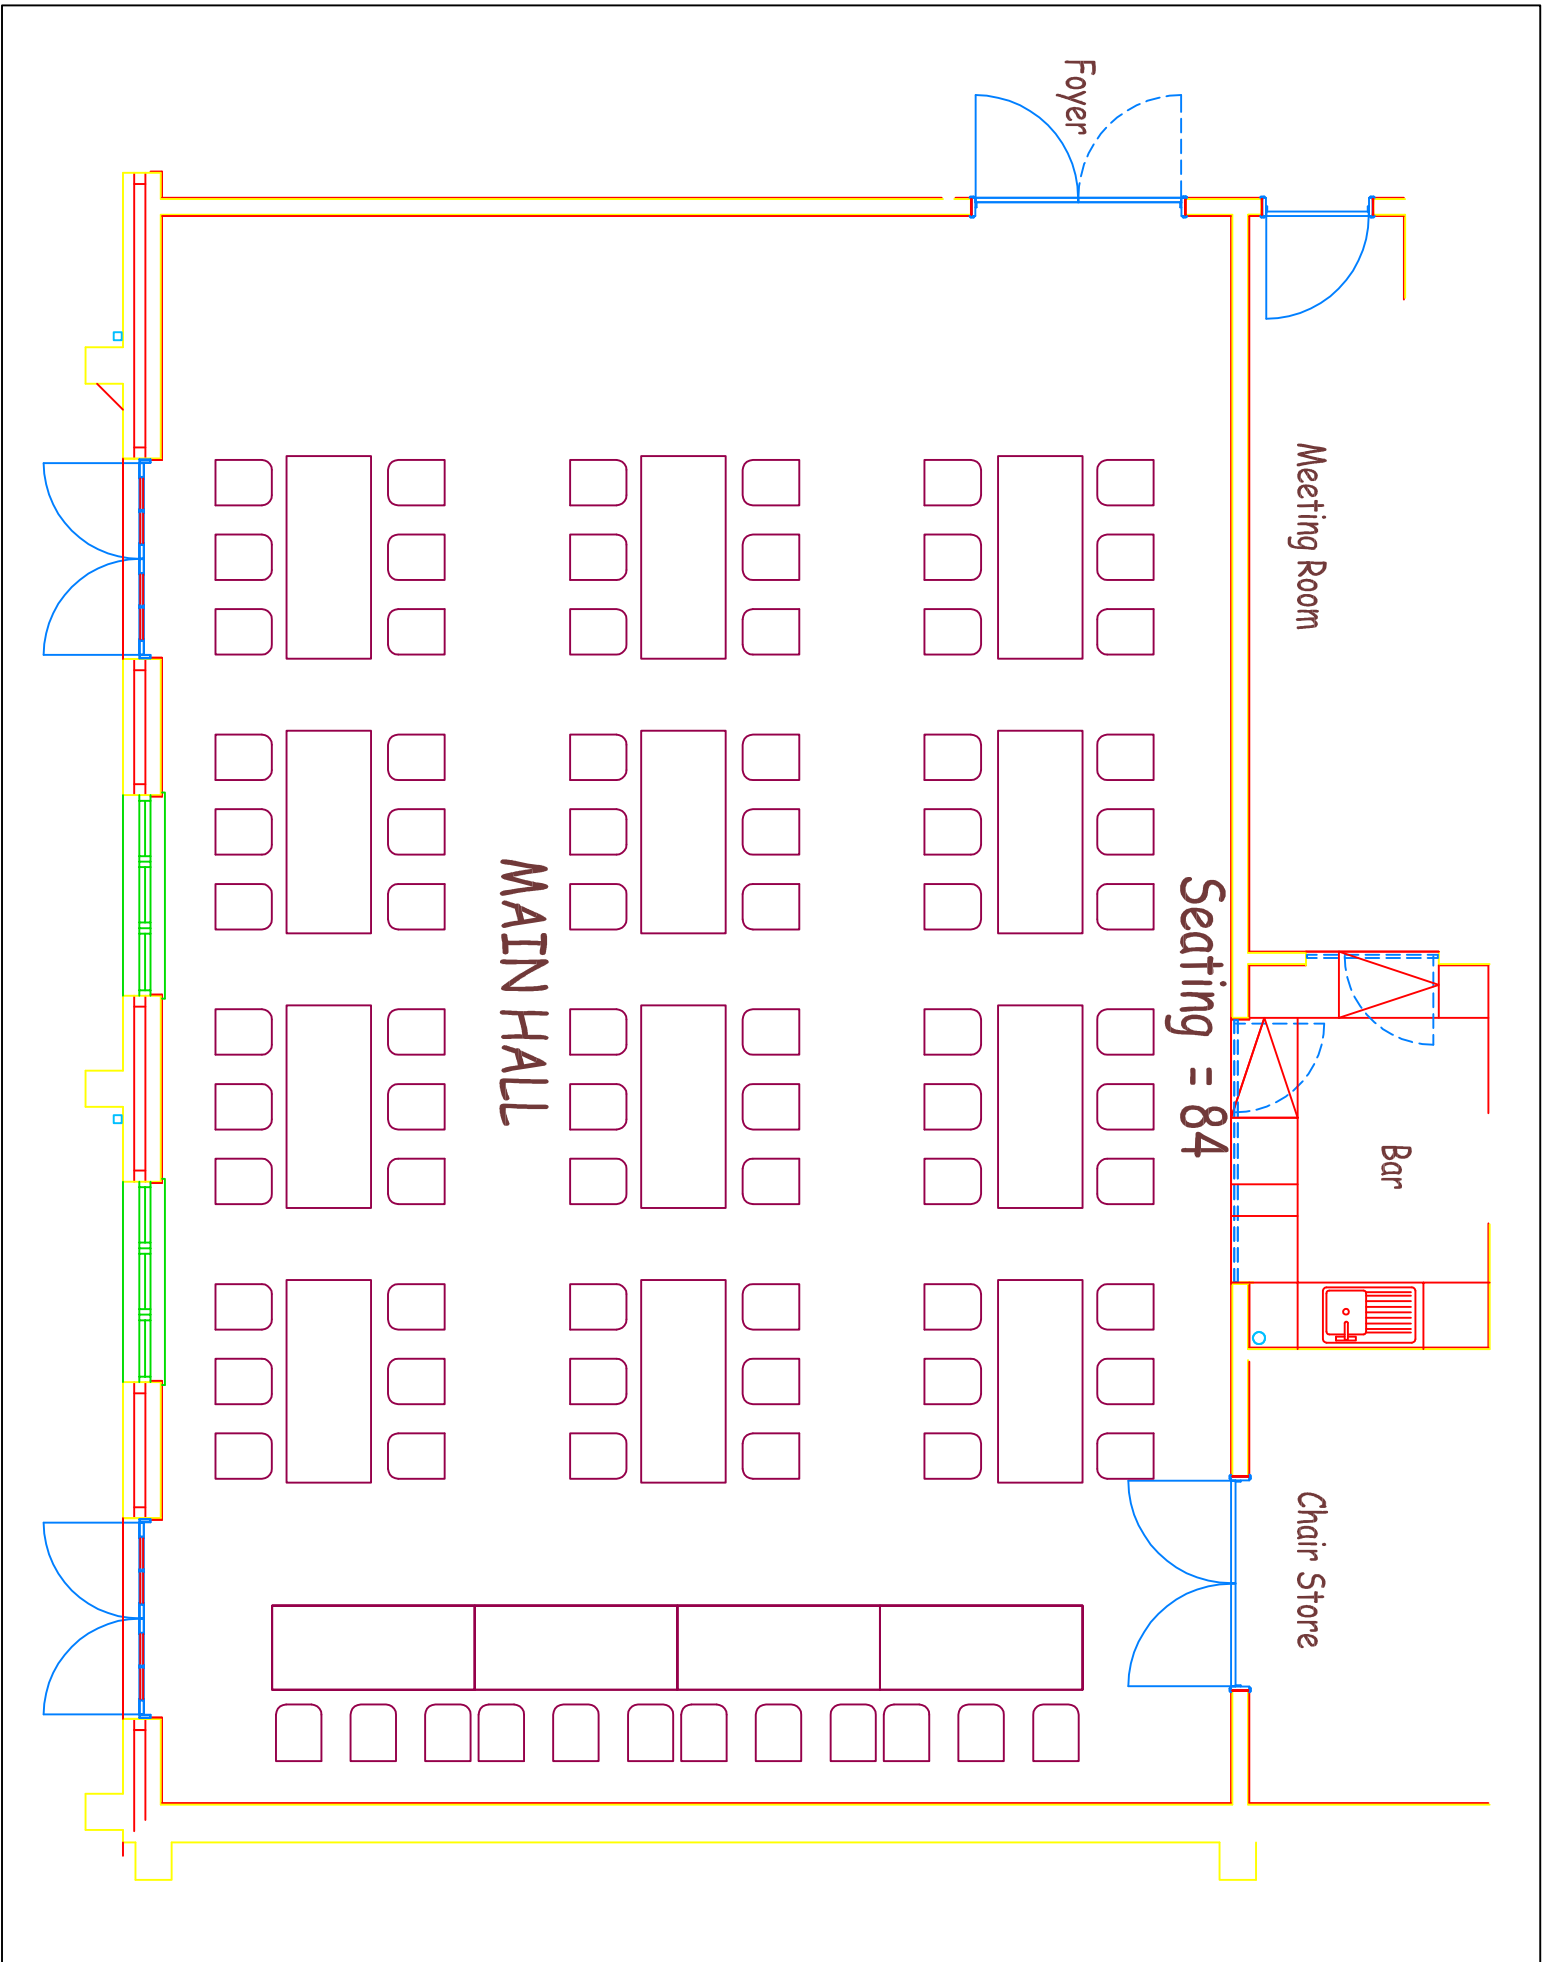 Foyer
Meeting Room
Seating = 84
MAIN HALL
Bar
Chair Store